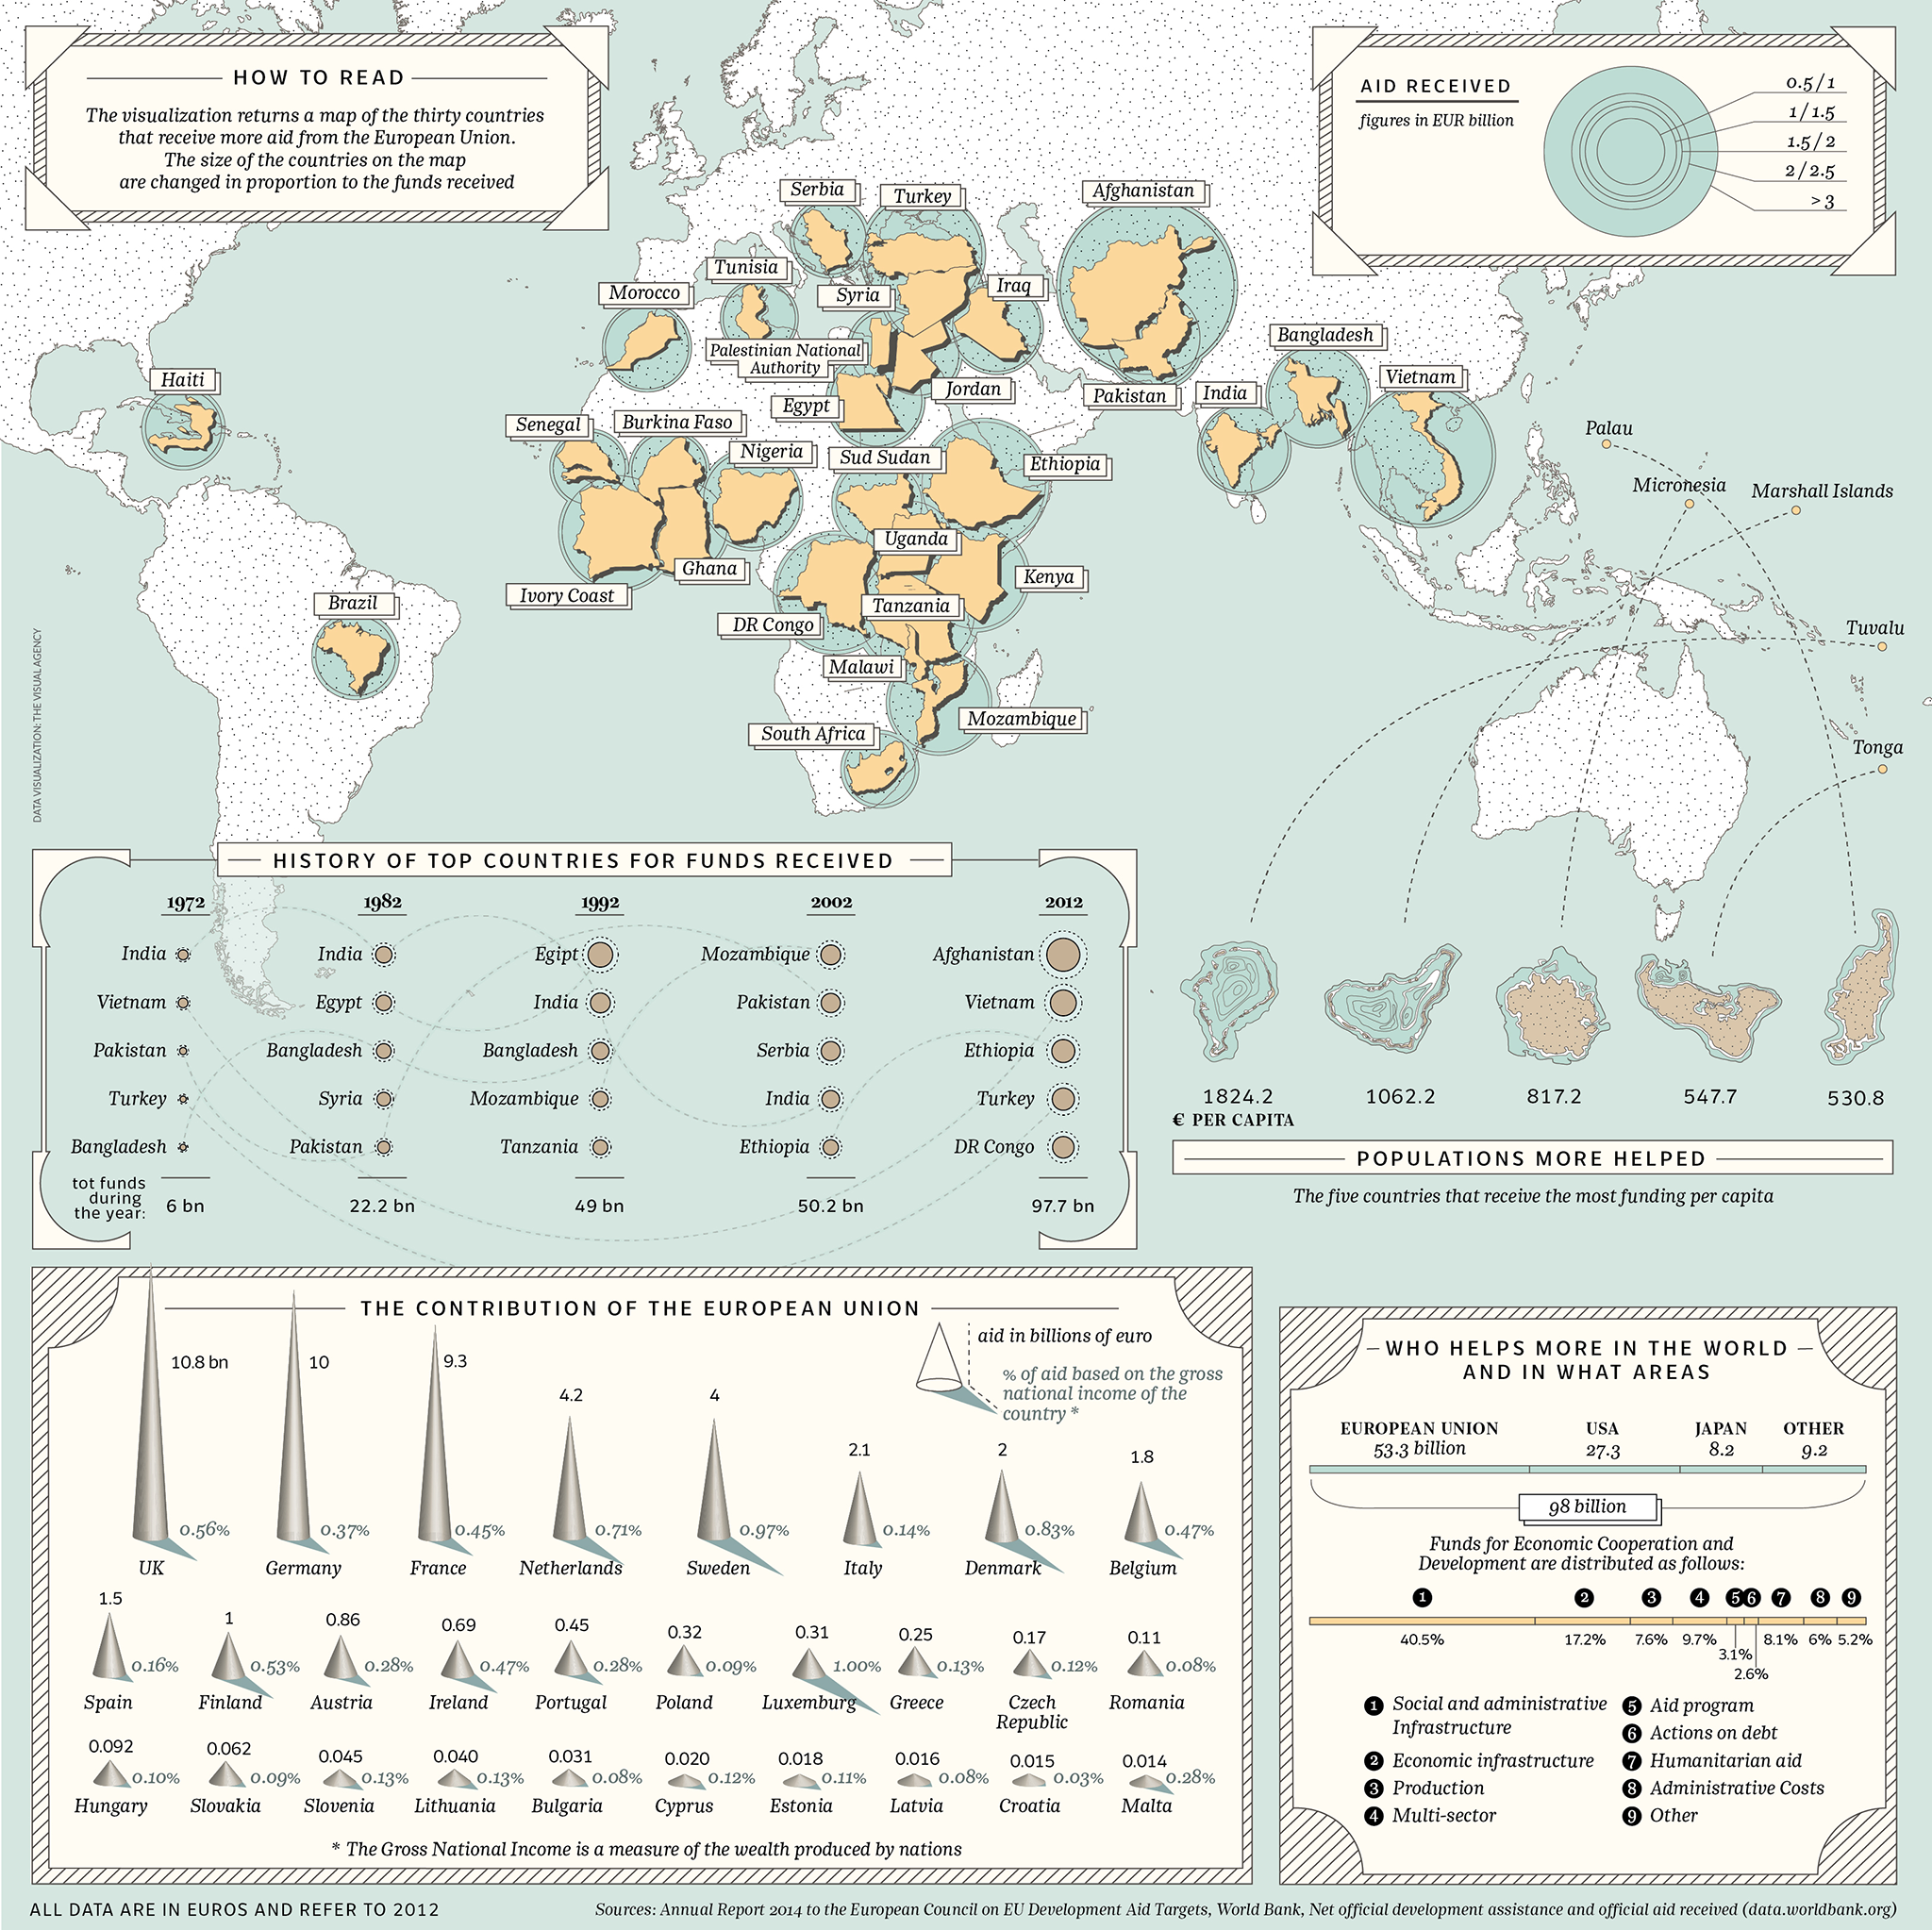 HOW TO READ
The visualization returns a map of the thirty countries
that receive more aid from the European Union.
The size of the countries on the map
are changed in proportion to the funds received
AID RECEIVED
figures in EUR billion
0.5/1
1/1.5
1.5/2
2/2.5
>3
Serbia
Turkey
Afghanistan
Tunisia
Morocco
Syria
Iraq
Palestinian National
Authority
Bangladesh
Haiti
Jordan
Pakistan
India
Vietnam
Egypt
Senegal
Burkina Faso
Nigeria
Sud Sudan
Ethiopia
Palau
Micronesia
Marshall Islands
Uganda
Ghana
Kenya
Ivory Coast
Brazil
Tanzania
DR Congo
Tuvalu
Malawi
Mozambique
South Africa
Tonga
DATA VISUALIZATION: THE VISUAL AGENCY
HISTORY OF TOP COUNTRIES FOR FUNDS RECEIVED
1972
India
Vietnam
Pakistan
Turkey
Bangladesh
tot funds
during
the year:
6 bn
1982
India
Egypt
Bangladesh
Syria
Pakistan
22.2 bn
1992
Egipt
India
Bangladesh
Mozambique
Tanzania
49 bn
2002
Mozambique
Pakistan
Serbia
India
Ethiopia
50.2 bn
2012
Afghanistan
Vietnam
Ethiopia
Turkey
DR Congo
97.7 bn
1824.2
€ PER CAPITA
1062.2
817.2
547.7
530.8
POPULATIONS MORE HELPED
The five countries that receive the most funding per capita
THE CONTRIBUTION OF THE EUROPEAN UNION
aid in billions of euro
% of aid based on the gross
national income of the
country *
10.8 bn
0.56%
UK
10
0.37%
Germany
9.3
0.45%
France
4.2
0.71%
Netherlands
4
0.97%
Sweden
2.1
0.14%
Italy
2
0.83%
Denmark
1.8
0.47%
Belgium
1.5
0.16%
Spain
1
0.53%
Finland
0.86
0.28%
Austria
0.69
0.47%
Ireland
0.45
0.28%
Portugal
0.32
0.09%
Poland
0.31
1.00%
Luxemburg
0.25
0.13%
Greece
0.17
0.12%
Czech
Republic
0.11
0.08%
Romania
0.092
0.10%
Hungary
0.062
0.09%
Slovakia
0.045
0.13%
Slovenia
0.040
0.13%
Lithuania
0.031
0.08%
Bulgaria
0.020
0.12%
Cyprus
0.018
0.11%
Estonia
0.016
0.08%
Latvia
0.015
0.03%
Croatia
0.014
0.28%
Malta
* The Gross National Income is a measure of the wealth produced by nations
WHO HELPS MORE IN THE WORLD
AND IN WHAT AREAS
EUROPEAN UNION
53.3 billion
USA
27.3
JAPAN
8.2
OTHER
9.2
98 billion
Funds for Economic Cooperation and
Development are distributed as follows:
1 2 3 4 5 6 7 8 9
40.5% 17.2% 7.6% 9.7% 8.1% 6% 5.2%
3.1%
2.6%
1 Social and administrative
Infrastructure
2 Economic infrastructure
3 Production
4 Multi-sector
5 Aid program
6 Actions on debt
7 Humanitarian aid
8 Administrative Costs
9 Other
ALL DATA ARE IN EUROS AND REFER TO 2012
Sources: Annual Report 2014 to the European Council on EU Development Aid Targets, World Bank, Net official development assistance and official aid received (data.worldbank.org)